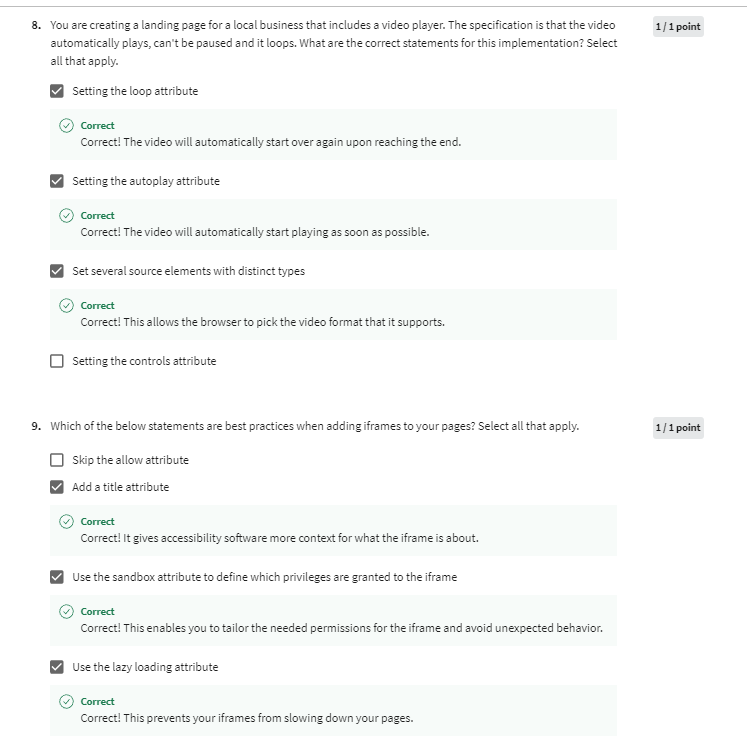 8. You are creating a landing page for a local business that includes a video player. The specification is that the video
automatically plays, can't be paused and it loops. What are the correct statements for this implementation? Select
all that apply.
1 / 1 point
Setting the loop attribute
Correct
Correct! The video will automatically start over again upon reaching the end.
Setting the autoplay attribute
Correct
Correct! The video will automatically start playing as soon as possible.
Set several source elements with distinct types
Correct
Correct! This allows the browser to pick the video format that it supports.
Setting the controls attribute
9. Which of the below statements are best practices when adding iframes to your pages? Select all that apply.
1 / 1 point
Skip the allow attribute
Add a title attribute
Correct
Correct! It gives accessibility software more context for what the iframe is about.
Use the sandbox attribute to define which privileges are granted to the iframe
Correct
Correct! This enables you to tailor the needed permissions for the iframe and avoid unexpected behavior.
Use the lazy loading attribute
Correct
Correct! This prevents your iframes from slowing down your pages.